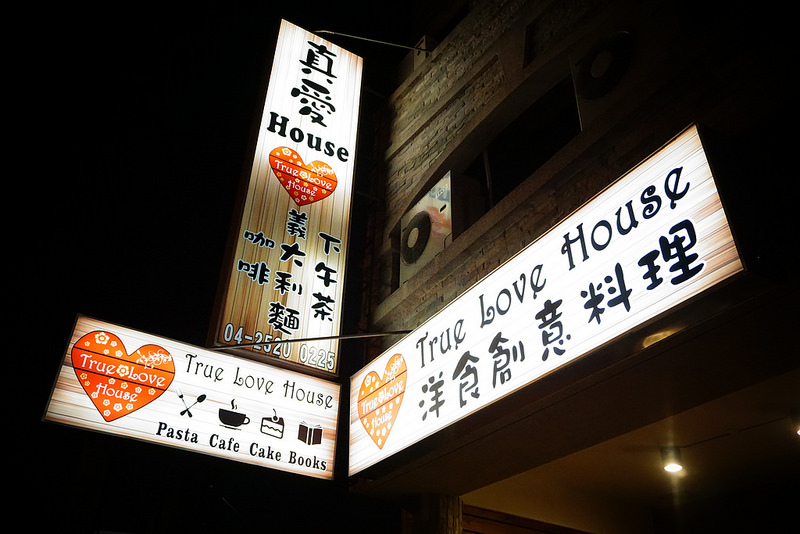 真愛
House
True Love
House
下午茶
義大利麵
咖啡
04-2520 0225
True Love House
True Love
House
Pasta Cafe Cake Books
True Love House
洋食創意料理
True Love
House